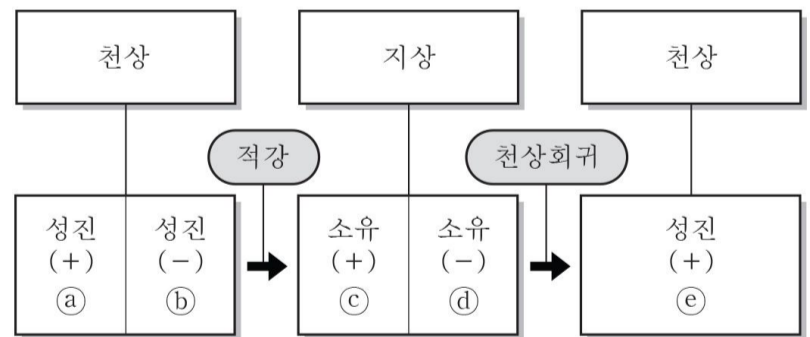 천상
지상
천상
적강
천상회귀
성진
(+)
ⓐ
성진
(-)
ⓑ
소유
(+)
ⓒ
소유
(-)
ⓓ
성진
(+)
ⓔ